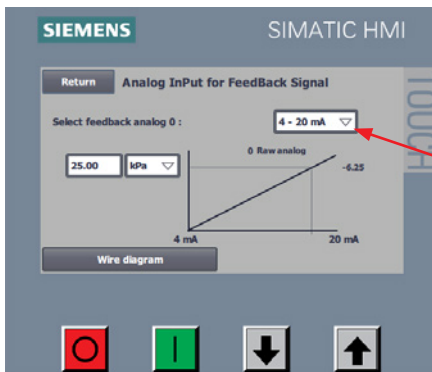 SIEMENS SIMATIC HMI
TOUCH
Return Analog InPut for FeedBack Signal
Select feedback analog 0 : 4 - 20 mA
0 Raw analog
25.00 kPa -6.25
4 mA 20 mA
Wire diagram